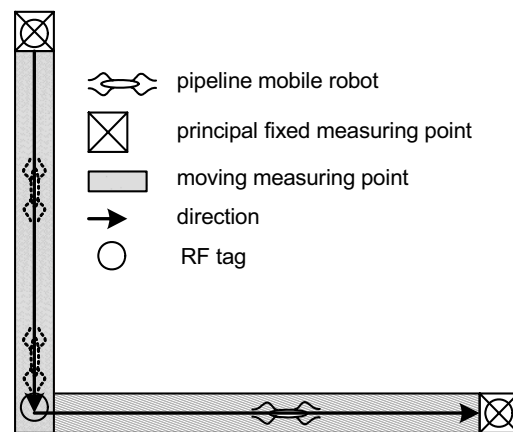 pipeline mobile robot
principal fixed measuring point
moving measuring point
direction
RF tag